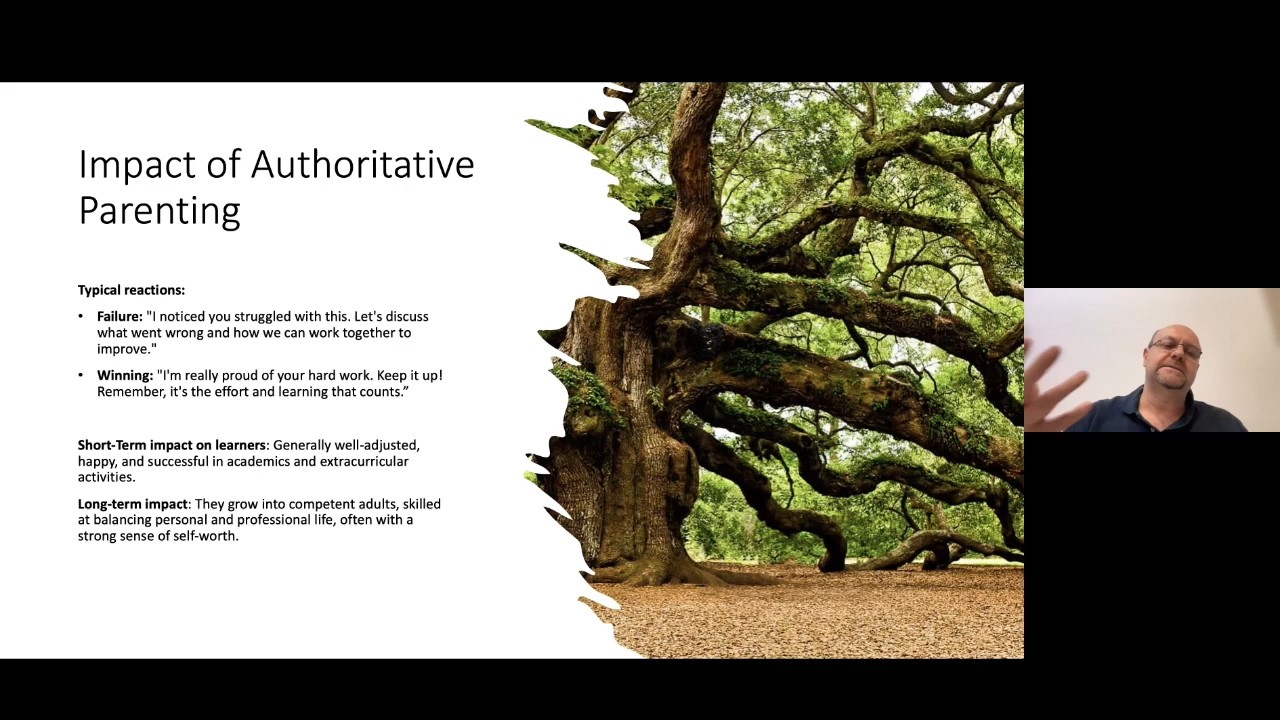 Impact of Authoritative
Parenting
Typical reactions:
• Failure: "I noticed you struggled with this. Let's discuss
what went wrong and how we can work together to
improve."
• Winning: "I'm really proud of your hard work. Keep it up!
Remember, it's the effort and learning that counts.”
Short-Term impact on learners: Generally well-adjusted,
happy, and successful in academics and extracurricular
activities.
Long-term impact: They grow into competent adults, skilled
at balancing personal and professional life, often with a
strong sense of self-worth.